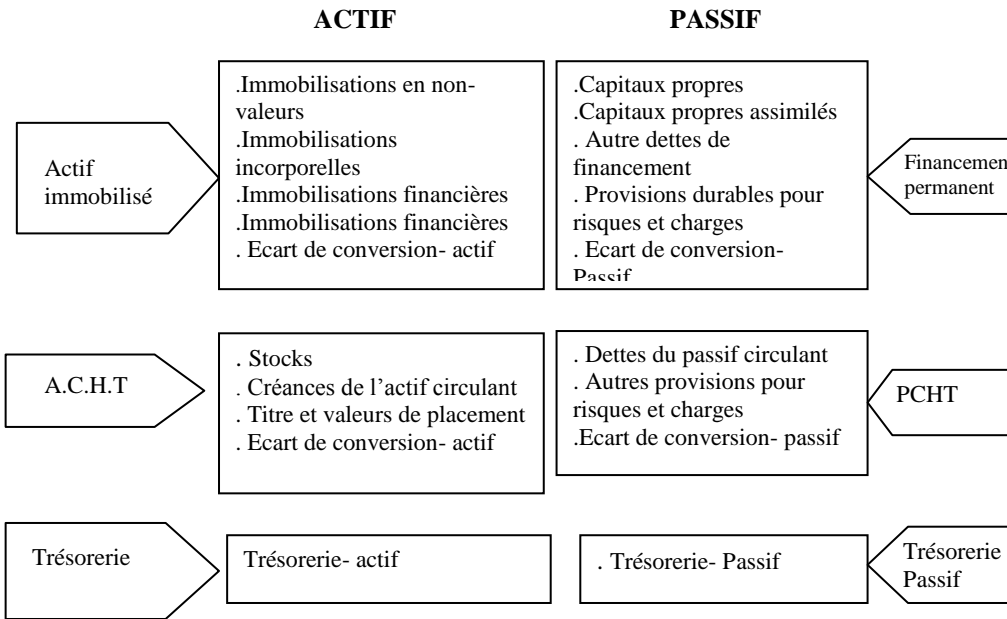 ACTIF
PASSIF
Actif
immobilisé
.Immobilisations en non-
valeurs
.Immobilisations
incorporelles
.Immobilisations financières
.Immobilisations financières
. Ecart de conversion- actif
.Capitaux propres
.Capitaux propres assimilés
. Autre dettes de
financement
. Provisions durables pour
risques et charges
. Ecart de conversion-
Passif
Financemen
permanent
A.C.H.T
. Stocks
. Créances de l’actif circulant
. Titre et valeurs de placement
. Ecart de conversion- actif
. Dettes du passif circulant
. Autres provisions pour
risques et charges
.Ecart de conversion- passif
PCHT
Trésorerie
Trésorerie- actif
. Trésorerie- Passif
Trésorerie
Passif